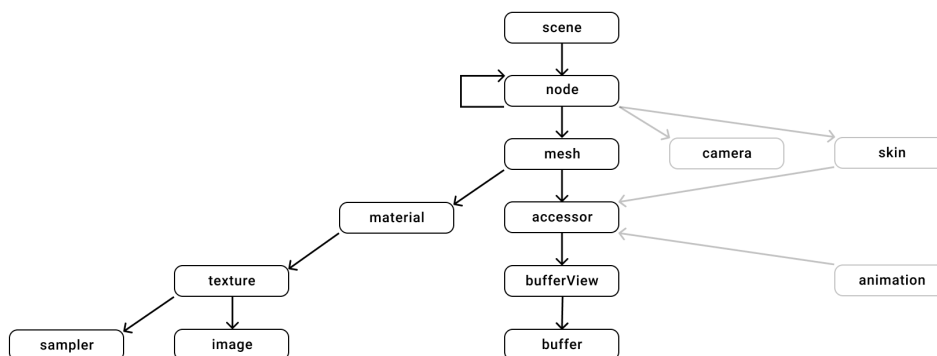 scene
node
mesh
camera
skin
material
accessor
texture
bufferView
animation
sampler
image
buffer